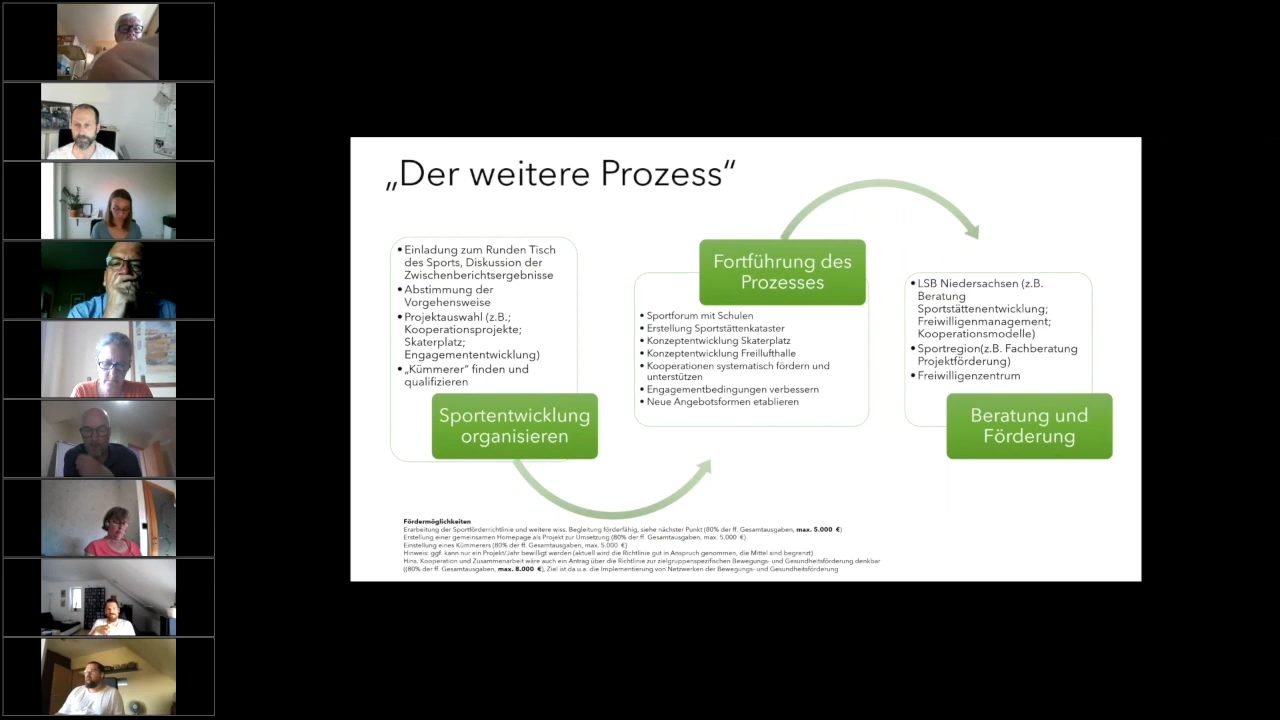 „Der weitere Prozess“
•Einladung zum Runden Tisch
des Sports, Diskussion der
Zwischenberichtsergebnisse
•Abstimmung der
Vorgehensweise
•Projektauswahl (z.B.;
Kooperationsprojekte;
Skaterplatz;
Engagemententwicklung)
•„Kümmerer“ finden und
qualifizieren
Sportentwicklung
organisieren
Fortführung des
Prozesses
• Sportforum mit Schulen
• Erstellung Sportstättenkataster
• Konzeptentwicklung Skaterplatz
• Konzeptentwicklung Freilufthalle
• Kooperationen systematisch fördern und
unterstützen
• Engagementbedingungen verbessern
• Neue Angebotsformen etablieren
•LSB Niedersachsen (z.B.
Beratung
Sportstättenentwicklung;
Freiwilligenmanagement;
Kooperationsmodelle)
•Sportregion(z.B. Fachberatung
Projektförderung)
•Freiwilligenzentrum
Beratung und
Förderung
Fördermöglichkeiten
Erarbeitung der Sportförderrichtlinie und weitere wiss. Begleitung förderfähig, siehe nächster Punkt (80% der ff. Gesamtausgaben, max. 5.000 €)
Erstellung einer gemeinsamen Homepage als Projekt zur Umsetzung (80% der ff. Gesamtausgaben, max. 5.000 €)
Einstellung eines Kümmerers (80% der ff. Gesamtausgaben, max. 5.000 €)
Hinweis: ggf. kann nur ein Projekt/Jahr bewilligt werden (aktuell wird die Richtlinie gut in Anspruch genommen, die Mittel sind begrenzt)
Hins. Kooperation und Zusammenarbeit wäre auch ein Antrag über die Richtlinie zur zielgruppenspezifischen Bewegungs- und Gesundheitsförderung denkbar
((80% der ff. Gesamtausgaben, max. 8.000 €), Ziel ist da u.a. die Implementierung von Netzwerken der Bewegungs- und Gesundheitsförderung